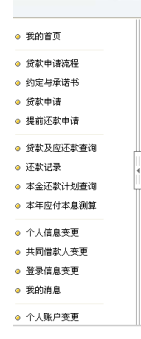 我的首页
贷款申请流程
约定与承诺书
贷款申请
提前还款申请
贷款及应还款查询
还款记录
本金还款计划查询
本年应付本息测算
个人信息变更
共同借款人变更
登录信息变更
我的消息
个人账户变更